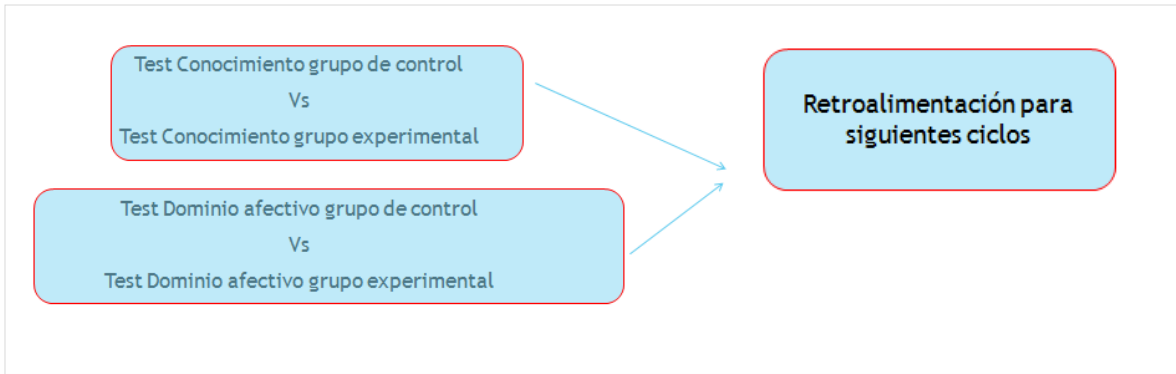 Test Conocimiento grupo de control
Vs
Test Conocimiento grupo experimental
Test Dominio afectivo grupo de control
Vs
Test Dominio afectivo grupo experimental
Retroalimentación para
siguientes ciclos